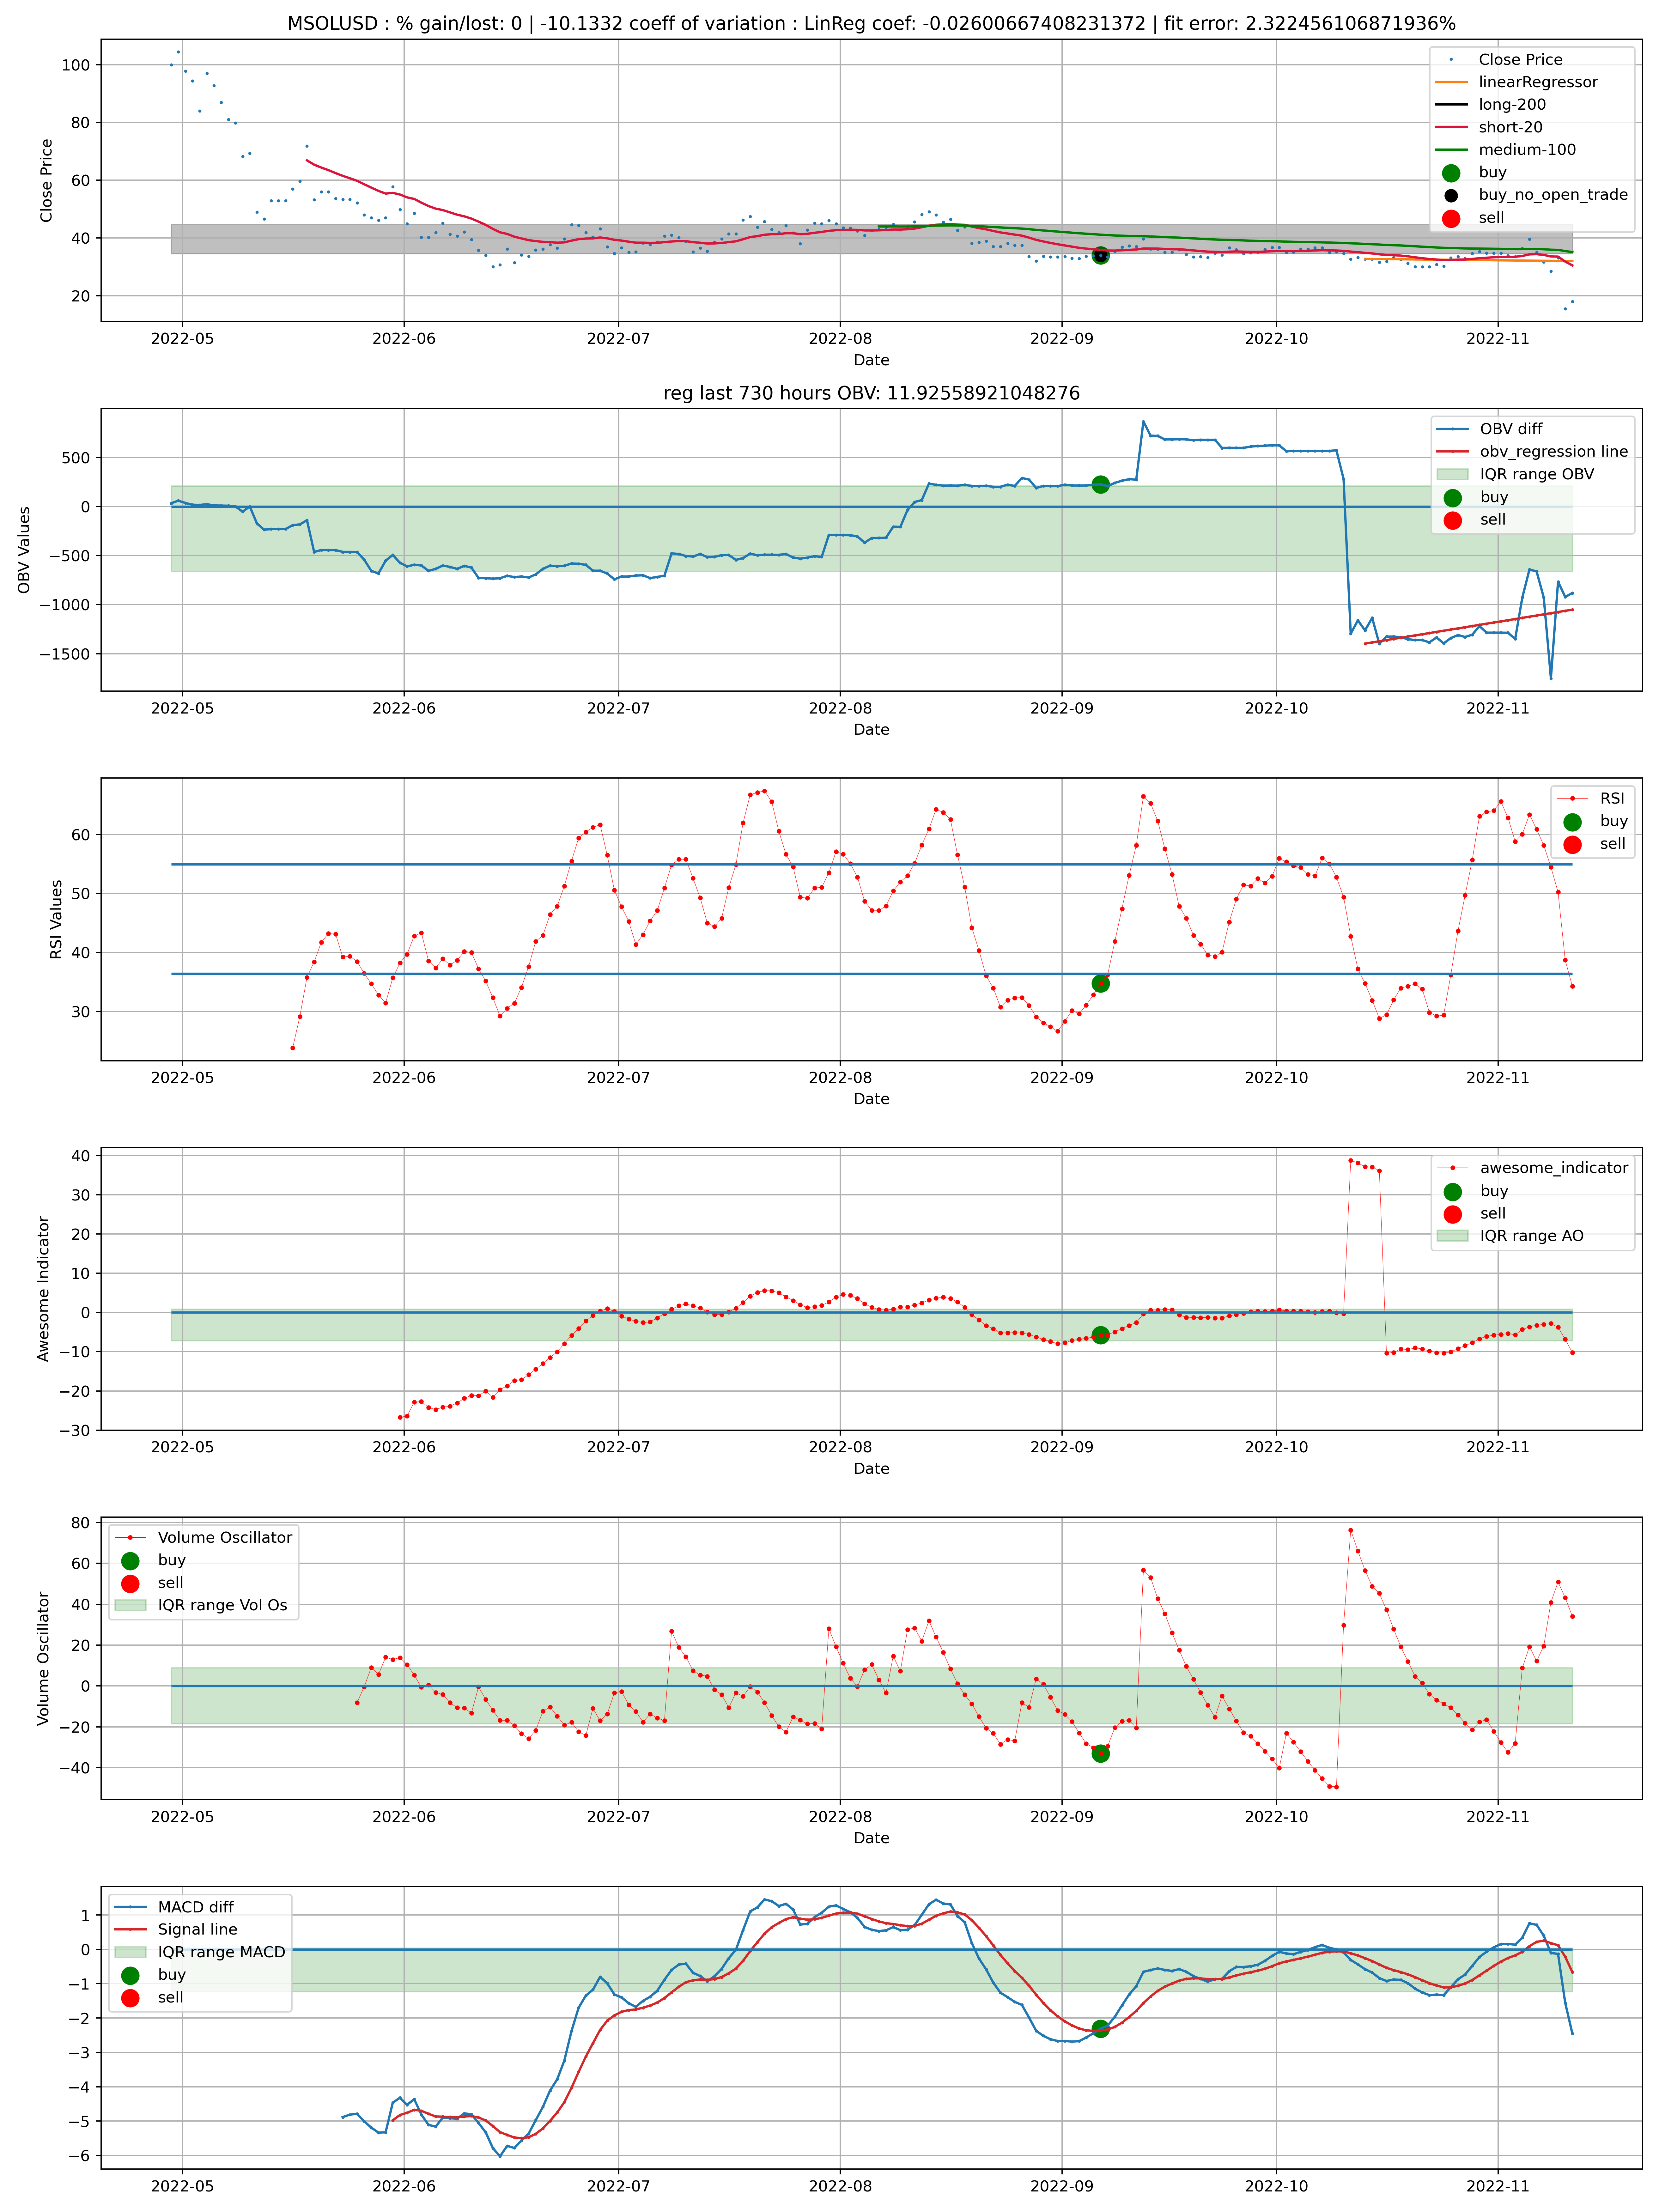 MSOLUSD : % gain/lost: 0 | -10.1332 coeff of variation : LinReg coef: -0.02600667408231372 | fit error: 2.322456106871936%
Close Price
100
80
60
40
20
Close Price
linearRegressor
long-200
short-20
medium-100
buy
buy_no_open_trade
sell
2022-05 2022-06 2022-07 2022-08 2022-09 2022-10 2022-11
Date
reg last 730 hours OBV: 11.92558921048276
OBV Values
500
0
−500
−1000
−1500
OBV diff
obv_regression line
IQR range OBV
buy
sell
2022-05 2022-06 2022-07 2022-08 2022-09 2022-10 2022-11
Date
RSI Values
60
50
40
30
RSI
buy
sell
2022-05 2022-06 2022-07 2022-08 2022-09 2022-10 2022-11
Date
Awesome Indicator
40
30
20
10
0
−10
−20
−30
awesome_indicator
buy
sell
IQR range AO
2022-05 2022-06 2022-07 2022-08 2022-09 2022-10 2022-11
Date
Volume Oscillator
80
60
40
20
0
−20
−40
Volume Oscillator
buy
sell
IQR range Vol Os
2022-05 2022-06 2022-07 2022-08 2022-09 2022-10 2022-11
Date
1
0
−1
−2
−3
−4
−5
−6
MACD diff
Signal line
IQR range MACD
buy
sell
2022-05 2022-06 2022-07 2022-08 2022-09 2022-10 2022-11